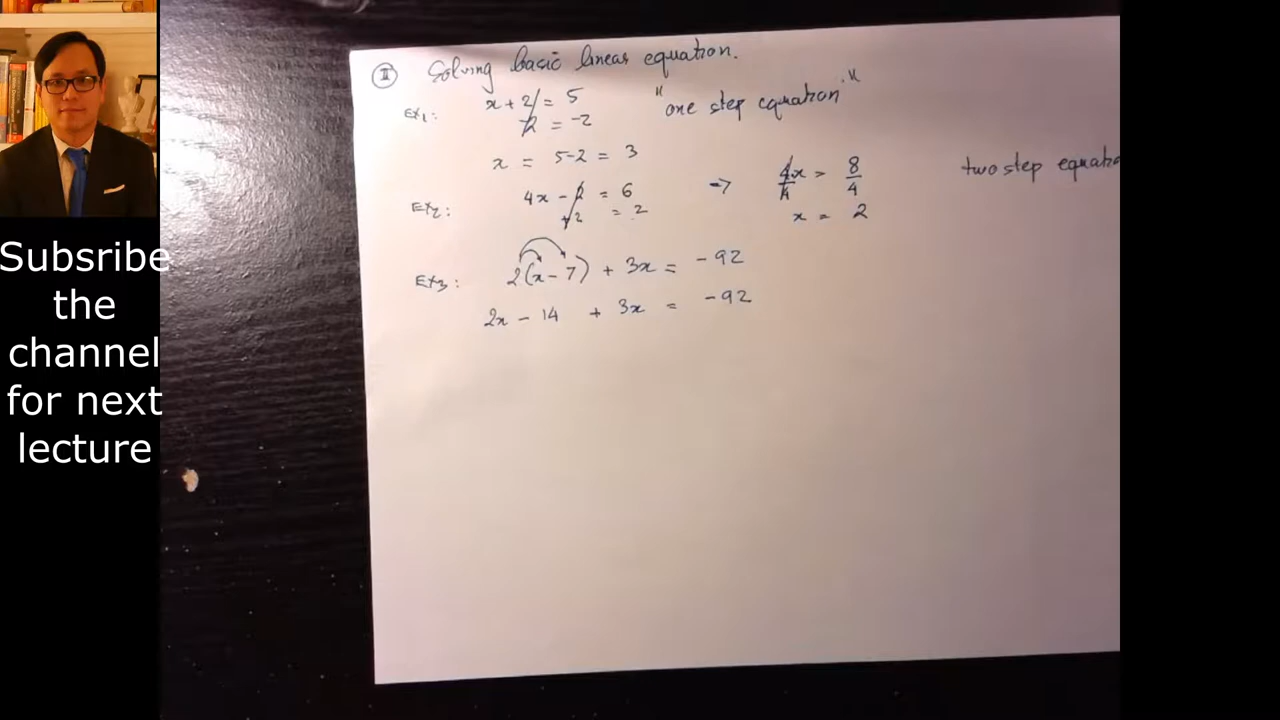 Subsribe
the
channel
for next
lecture
II Solving basic linear equation.
Ex1: x + 2 = 5 "one step equation."
-2 = -2
x = 5-2 = 3
Ex2: 4x - 2 = 6 → 4x = 8 two step equatio
+2 = 2 4 4
x = 2
Ex3: 2(x - 7) + 3x = -92
2x - 14 + 3x = -92